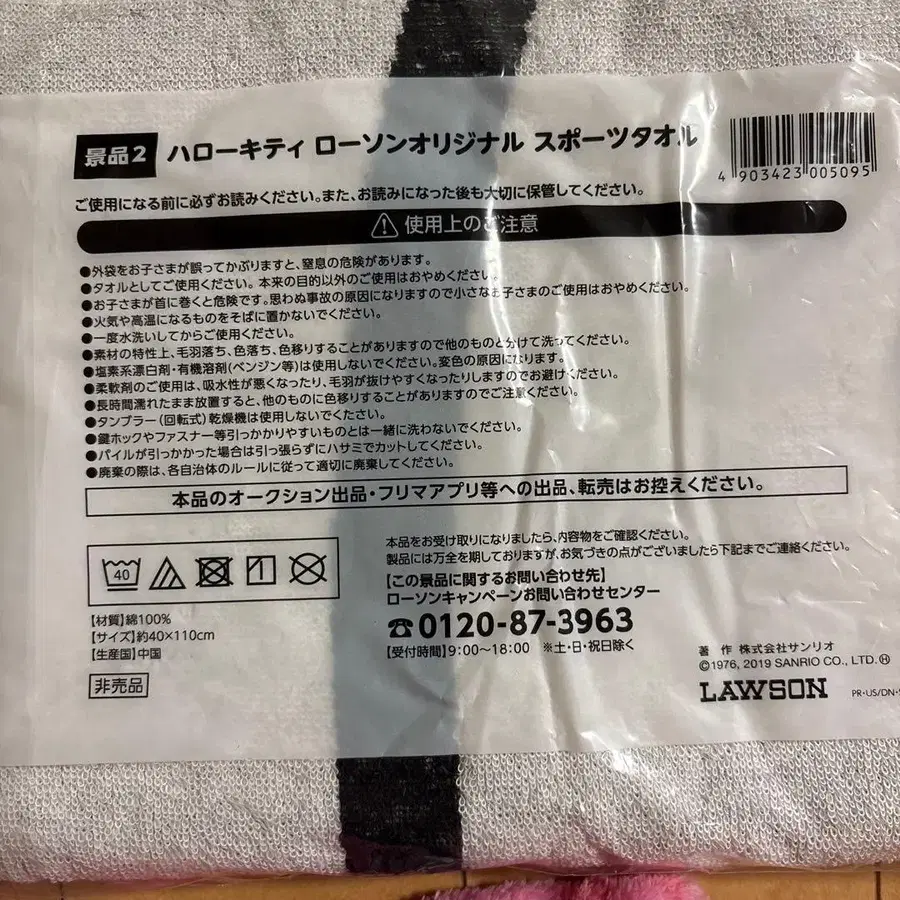 景品2 ハローキティ ローソンオリジナル スポーツタオル
4 903423 005095
ご使用になる前に必ずお読みください。また、お読みになった後も大切に保管してください。
使用上のご注意
●外袋をお子さまが誤ってかぶりますと、窒息の危険があります。
●タオルとしてご使用ください。本来の目的以外のご使用はおやめください。
●お子さまが首に巻くと危険です。思わぬ事故の原因になりますので小さなお子さまのご使用はおやめください。
●火気や高温になるものをそばに置かないでください。
●一度水洗いしてからご使用ください。
●素材の特性上、毛羽落ち、色落ち、色移りすることがありますので他のものと分けて洗ってください。
●塩素系漂白剤・有機溶剤(ベンジン等)は使用しないでください。変色の原因になります。
●柔軟剤のご使用は、吸水性が悪くなったり、毛羽が抜けやすくなったりしますのでお避けください。
●長時間濡れたまま放置すると、他のものに色移りすることがありますのでご注意ください。
●タンブラー(回転式)乾燥機は使用しないでください。
●鍵ホックやファスナー等引っかかりやすいものとは一緒に洗わないでください。
●パイルが引っかかった場合は引っ張らずにハサミでカットしてください。
●廃棄の際は、各自治体のルールに従って適切に廃棄してください。
本品のオークション出品・フリマアプリ等への出品、転売はお控えください。
40
【材質】綿100%
【サイズ】約40×110cm
【生産国】中国
非売品
本品をお受け取りになりましたら、内容物をご確認ください。
製品には万全を期しておりますが、お気づきの点がございましたら下記までご連絡ください。
【この景品に関するお問い合わせ先】
ローソンキャンペーンお問い合わせセンター
☎0120-87-3963
【受付時間】9:00〜18:00 ※土・日・祝日除く
著 作 株式会社サンリオ
©1976, 2019 SANRIO CO., LTD.Ⓗ
LAWSON
PR・US/DN・